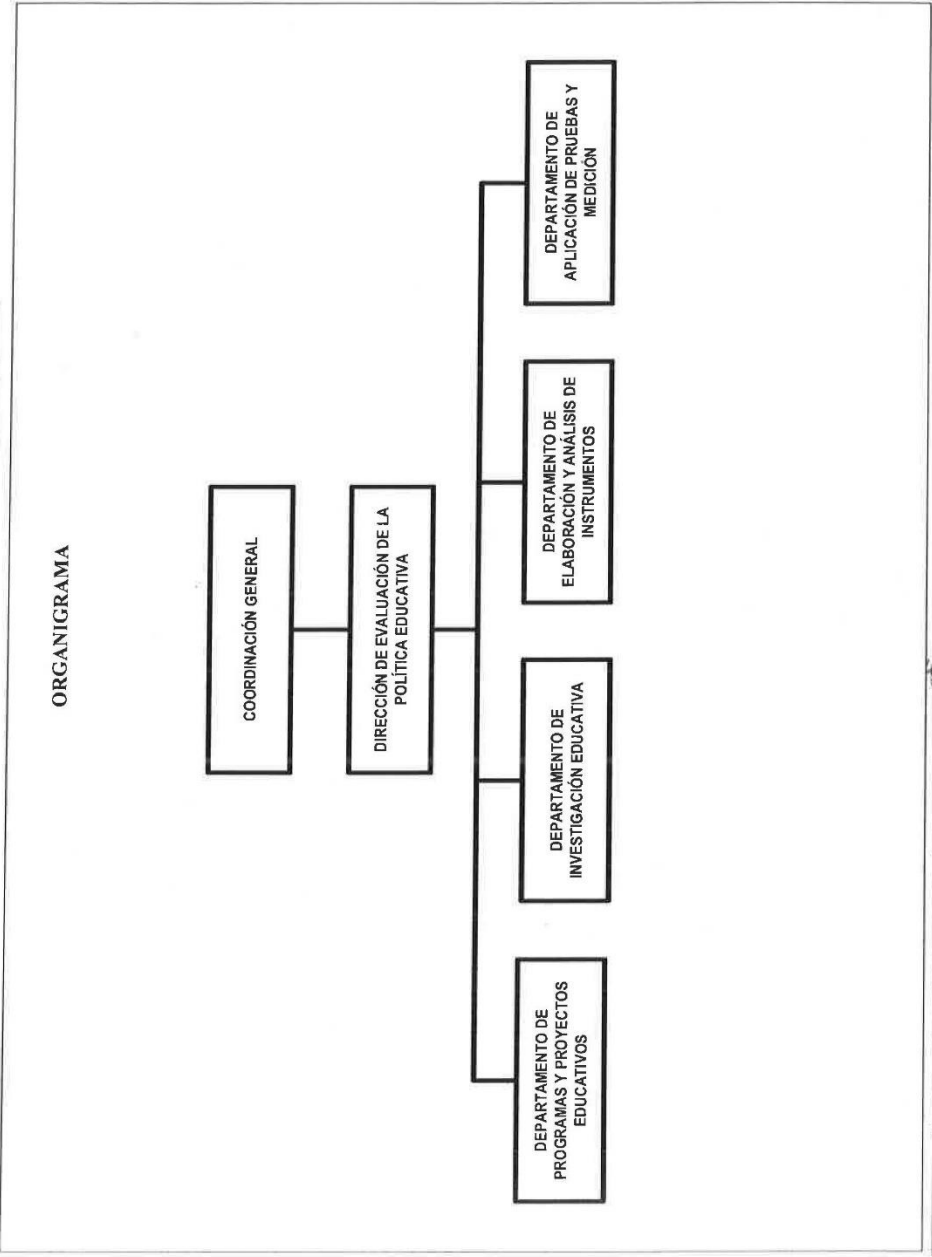 ORGANIGRAMA
COORDINACIÓN GENERAL
DIRECCIÓN DE EVALUACIÓN DE LA
POLÍTICA EDUCATIVA
DEPARTAMENTO DE
PROGRAMAS Y PROYECTOS
EDUCATIVOS
DEPARTAMENTO DE
INVESTIGACIÓN EDUCATIVA
DEPARTAMENTO DE
ELABORACIÓN Y ANÁLISIS DE
INSTRUMENTOS
DEPARTAMENTO DE
APLICACIÓN DE PRUEBAS Y
MEDICIÓN